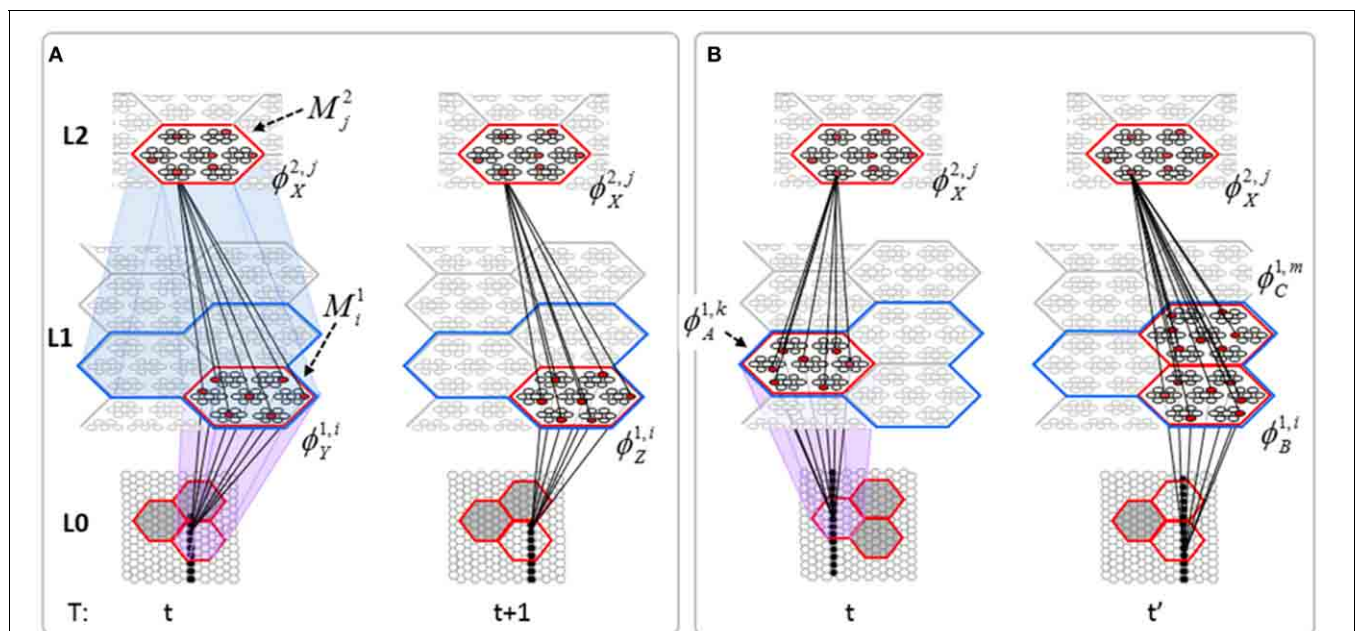 A
B
L2
M_j^2
ϕ_X^{2,j}
ϕ_X^{2,j}
ϕ_X^{2,j}
ϕ_X^{2,j}
L1
M_i^1
ϕ_A^{1,k}
ϕ_C^{1,m}
ϕ_Y^{1,i}
ϕ_Z^{1,i}
ϕ_B^{1,i}
L0
T: t t+1 t t'